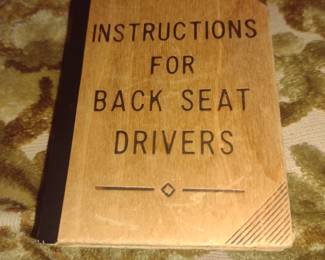 INSTRUCTIONS
FOR
BACK SEAT
DRIVERS